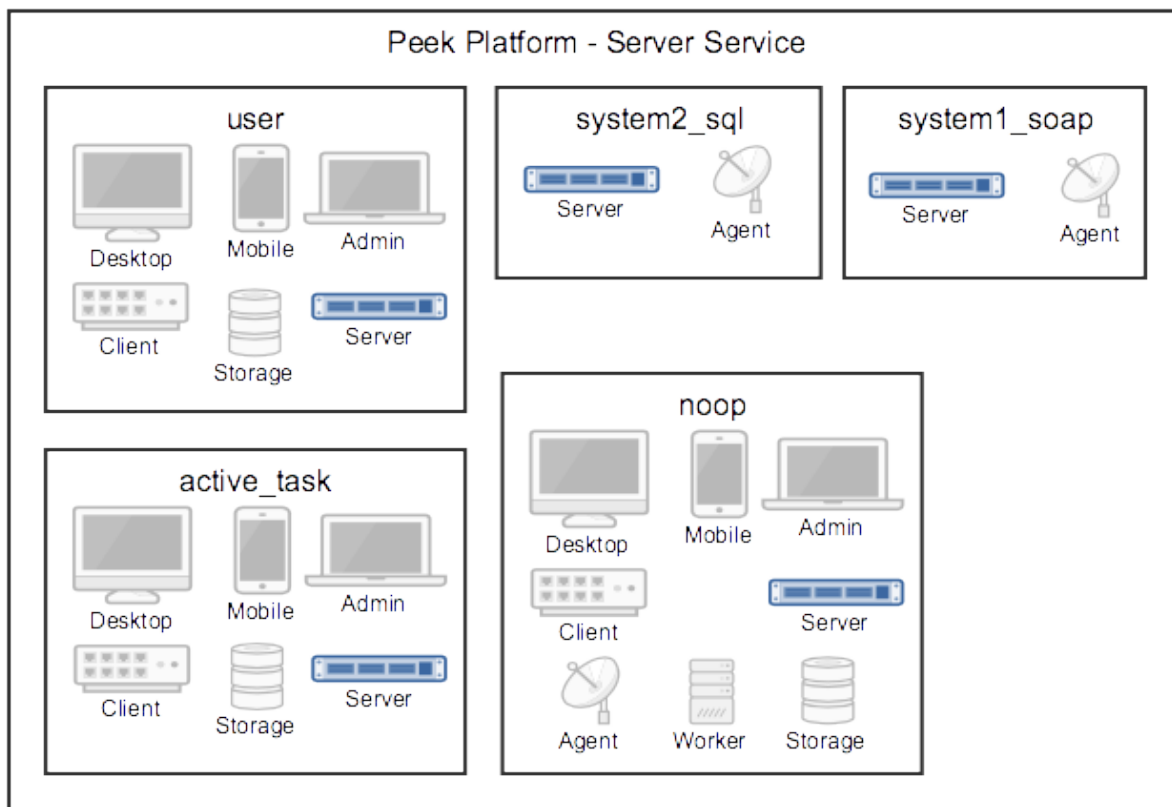 Peek Platform - Server Service
user
Desktop
Mobile
Admin
Client
Storage
Server
system2_sql
Server
Agent
system1_soap
Server
Agent
active_task
Desktop
Mobile
Admin
Client
Storage
Server
noop
Desktop
Mobile
Admin
Client
Server
Agent
Worker
Storage